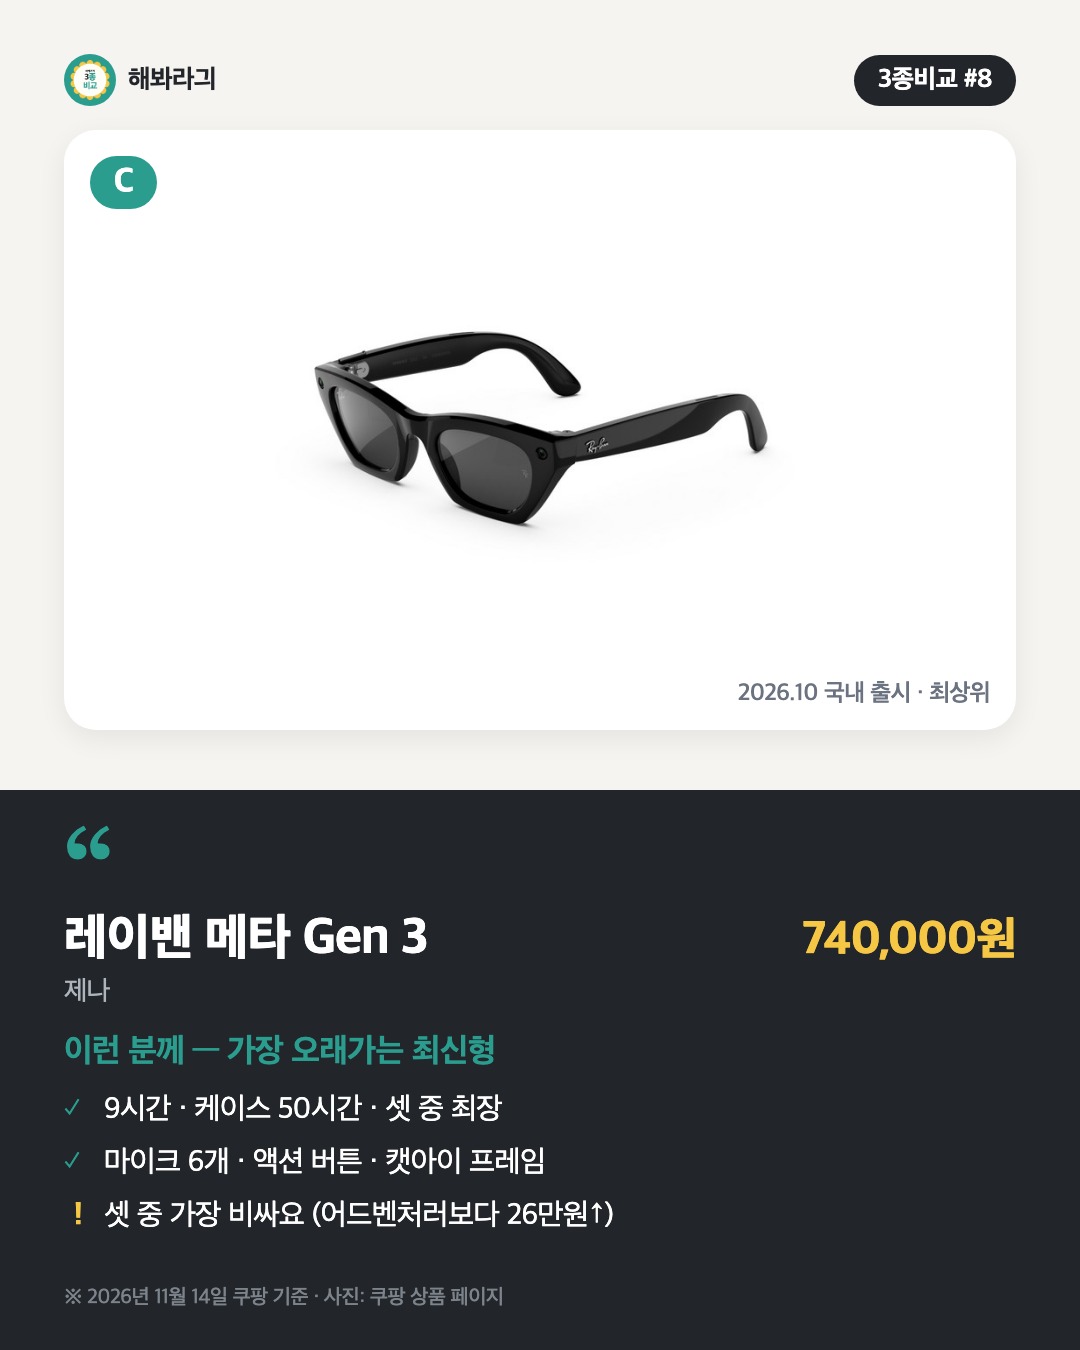 3종
비교
해봐라긔
3종비교 #8
C
Ray-Ban
2026.10 국내 출시 · 최상위
“
레이밴 메타 Gen 3
740,000원
제나
이런 분께 — 가장 오래가는 최신형
✓ 9시간 · 케이스 50시간 · 셋 중 최장
✓ 마이크 6개 · 액션 버튼 · 캣아이 프레임
! 셋 중 가장 비싸요 (어드벤처러보다 26만원↑)
※ 2026년 11월 14일 쿠팡 기준 · 사진: 쿠팡 상품 페이지